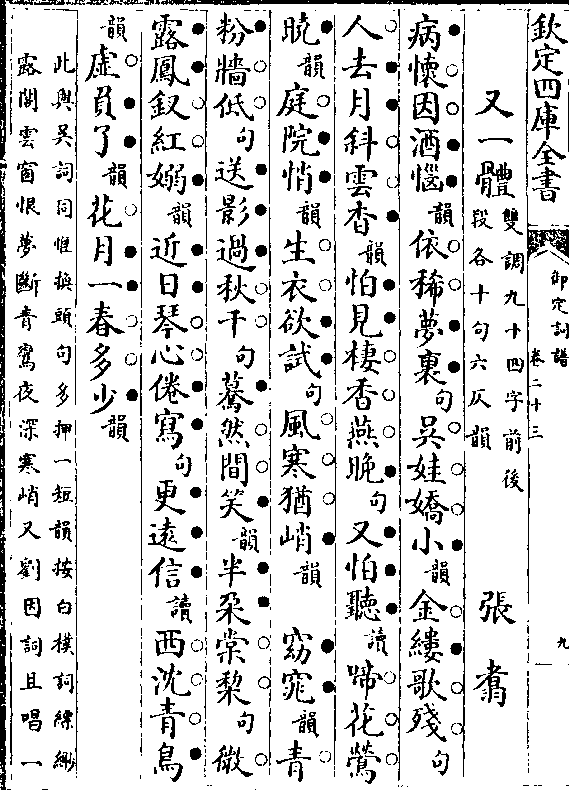 欽定四庫全書
御定詞譜
卷二十三
九
又一體 雙調九十四字前後
段各十句六仄韻 張翥
病懷因酒惱韻依稀夢裏句吳娃嬌小韻金縷歌殘句
人去月斜雲杳韻怕見棲香燕晚句又怕聽讀啼花鶯
曉韻庭院悄韻生衣欲試句風寒猶峭韻 窈窕韻青
粉牆低句送影過秋千句驀然間笑韻半朶棠梨句微
露鳳釵紅嫋韻近日琴心倦寫句更遠信讀西沈青鳥
韻虛負了韻花月一春多少韻
此與吳詞同惟換頭句多押一短韻按白樸詞綵緻
露閣雲窗恨夢斷青鸞夜深寒峭又劉因詞且唱一